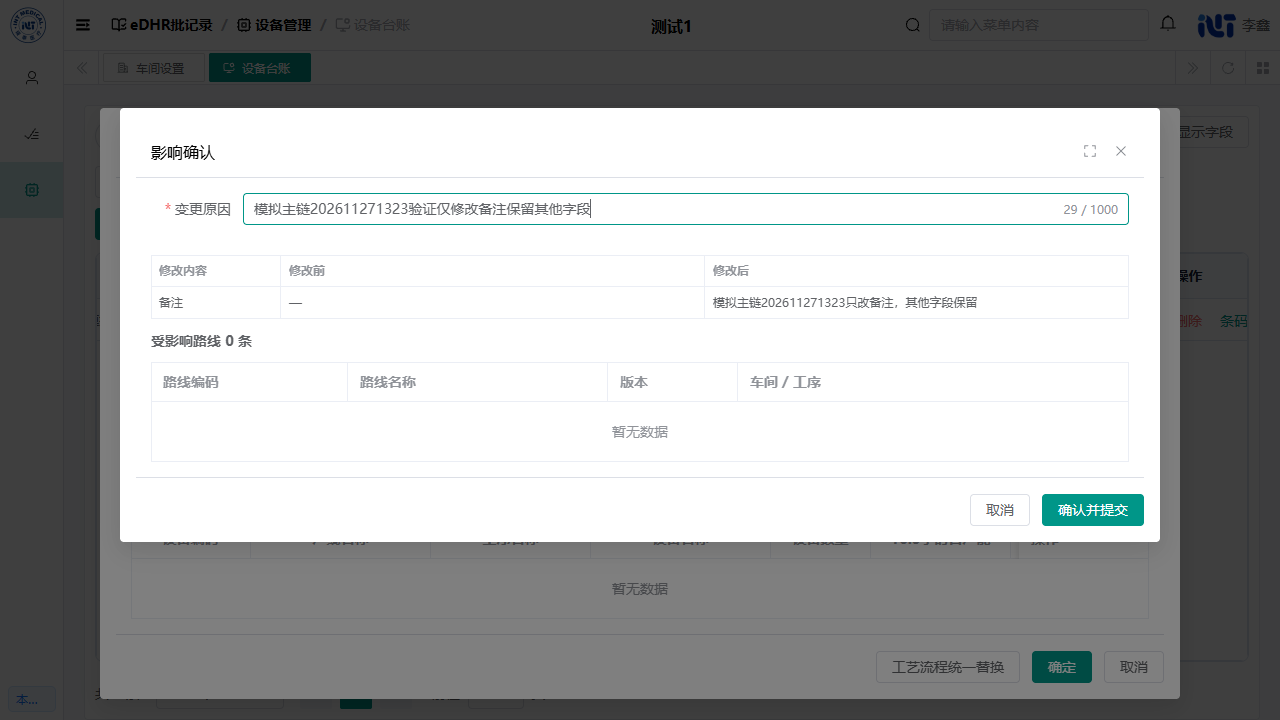 eDHR批记录 / 设备管理 / 设备台账
测试1
请输入菜单内容
李鑫
车间设置
设备台账
显示字段
影响确认
* 变更原因
模拟主链202611271323验证仅修改备注保留其他字段
29 / 1000
修改内容 修改前 修改后
备注 — 模拟主链202611271323只改备注，其他字段保留
操作
删除 条码
受影响路线 0 条
路线编码 路线名称 版本 车间 / 工序
暂无数据
取消 确认并提交
暂无数据
工艺流程统一替换 确定 取消
本...